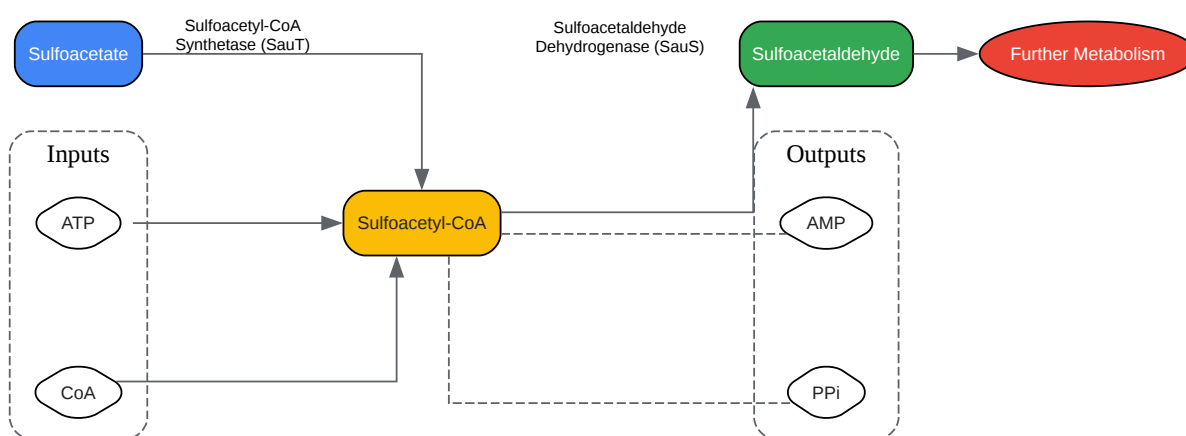 Sulfoacetate
Sulfoacetyl-CoA
Synthetase (SauT)
Sulfoacetaldehyde
Dehydrogenase (SauS)
Sulfoacetaldehyde
Further Metabolism
Inputs
Outputs
ATP
Sulfoacetyl-CoA
AMP
CoA
PPi